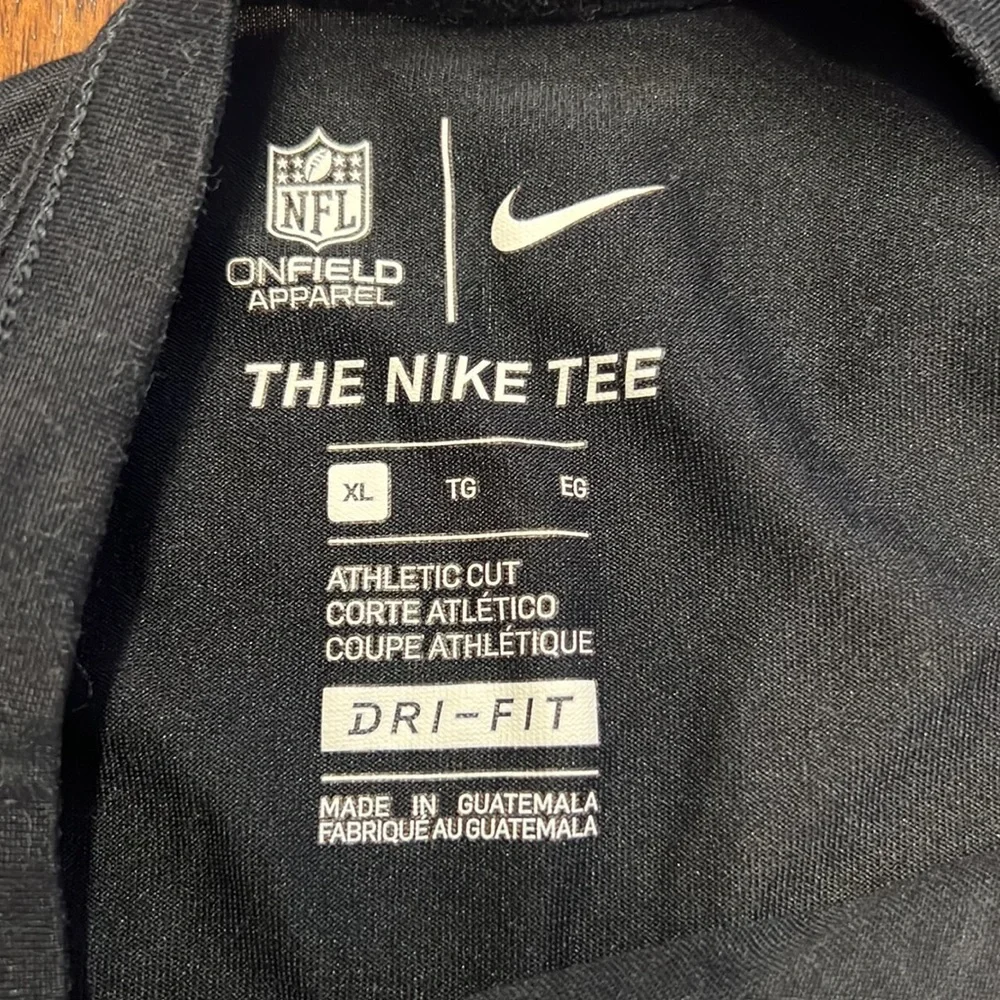 NFL
ONFIELD
APPAREL
THE NIKE TEE
XL TG EG
ATHLETIC CUT
CORTE ATLÉTICO
COUPE ATHLÉTIQUE
DRI-FIT
MADE IN GUATEMALA
FABRIQUÉ AU GUATEMALA